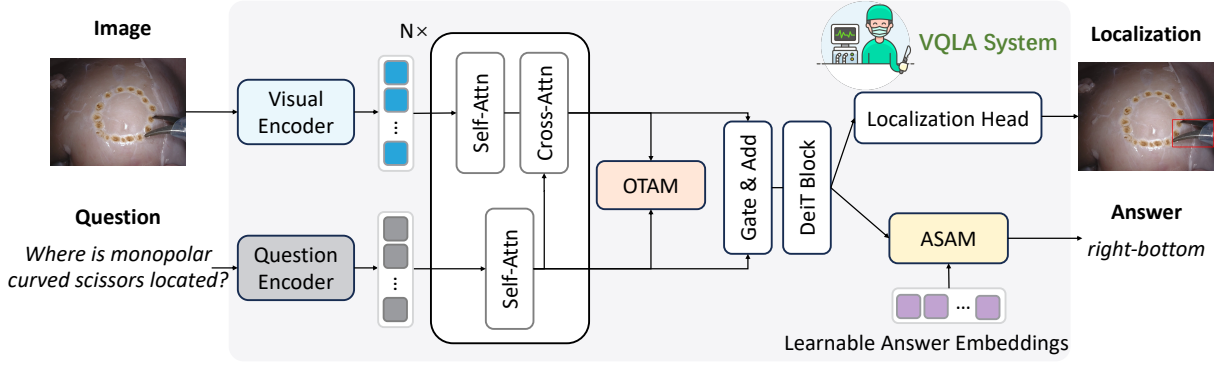 Image
N×
VQLA System
Localization
Visual
Encoder
Self-Attn
Cross-Attn
OTAM
Gate & Add
DeiT Block
Localization Head
Question
Where is monopolar
curved scissors located?
Question
Encoder
Self-Attn
ASAM
Answer
right-bottom
Learnable Answer Embeddings